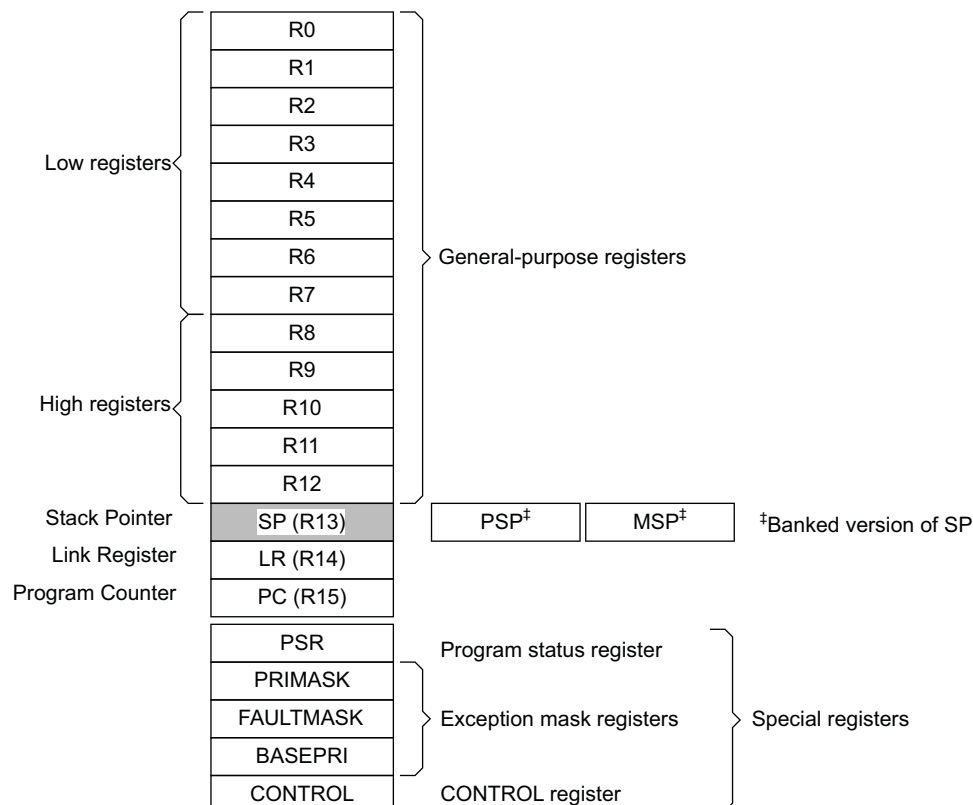 R0
R1
R2
R3
Low registers
R4
R5
R6
General-purpose registers
R7
R8
R9
High registers
R10
R11
R12
Stack Pointer SP (R13) PSP‡ MSP‡ ‡Banked version of SP
Link Register LR (R14)
Program Counter PC (R15)
PSR Program status register
PRIMASK
FAULTMASK Exception mask registers Special registers
BASEPRI
CONTROL CONTROL register